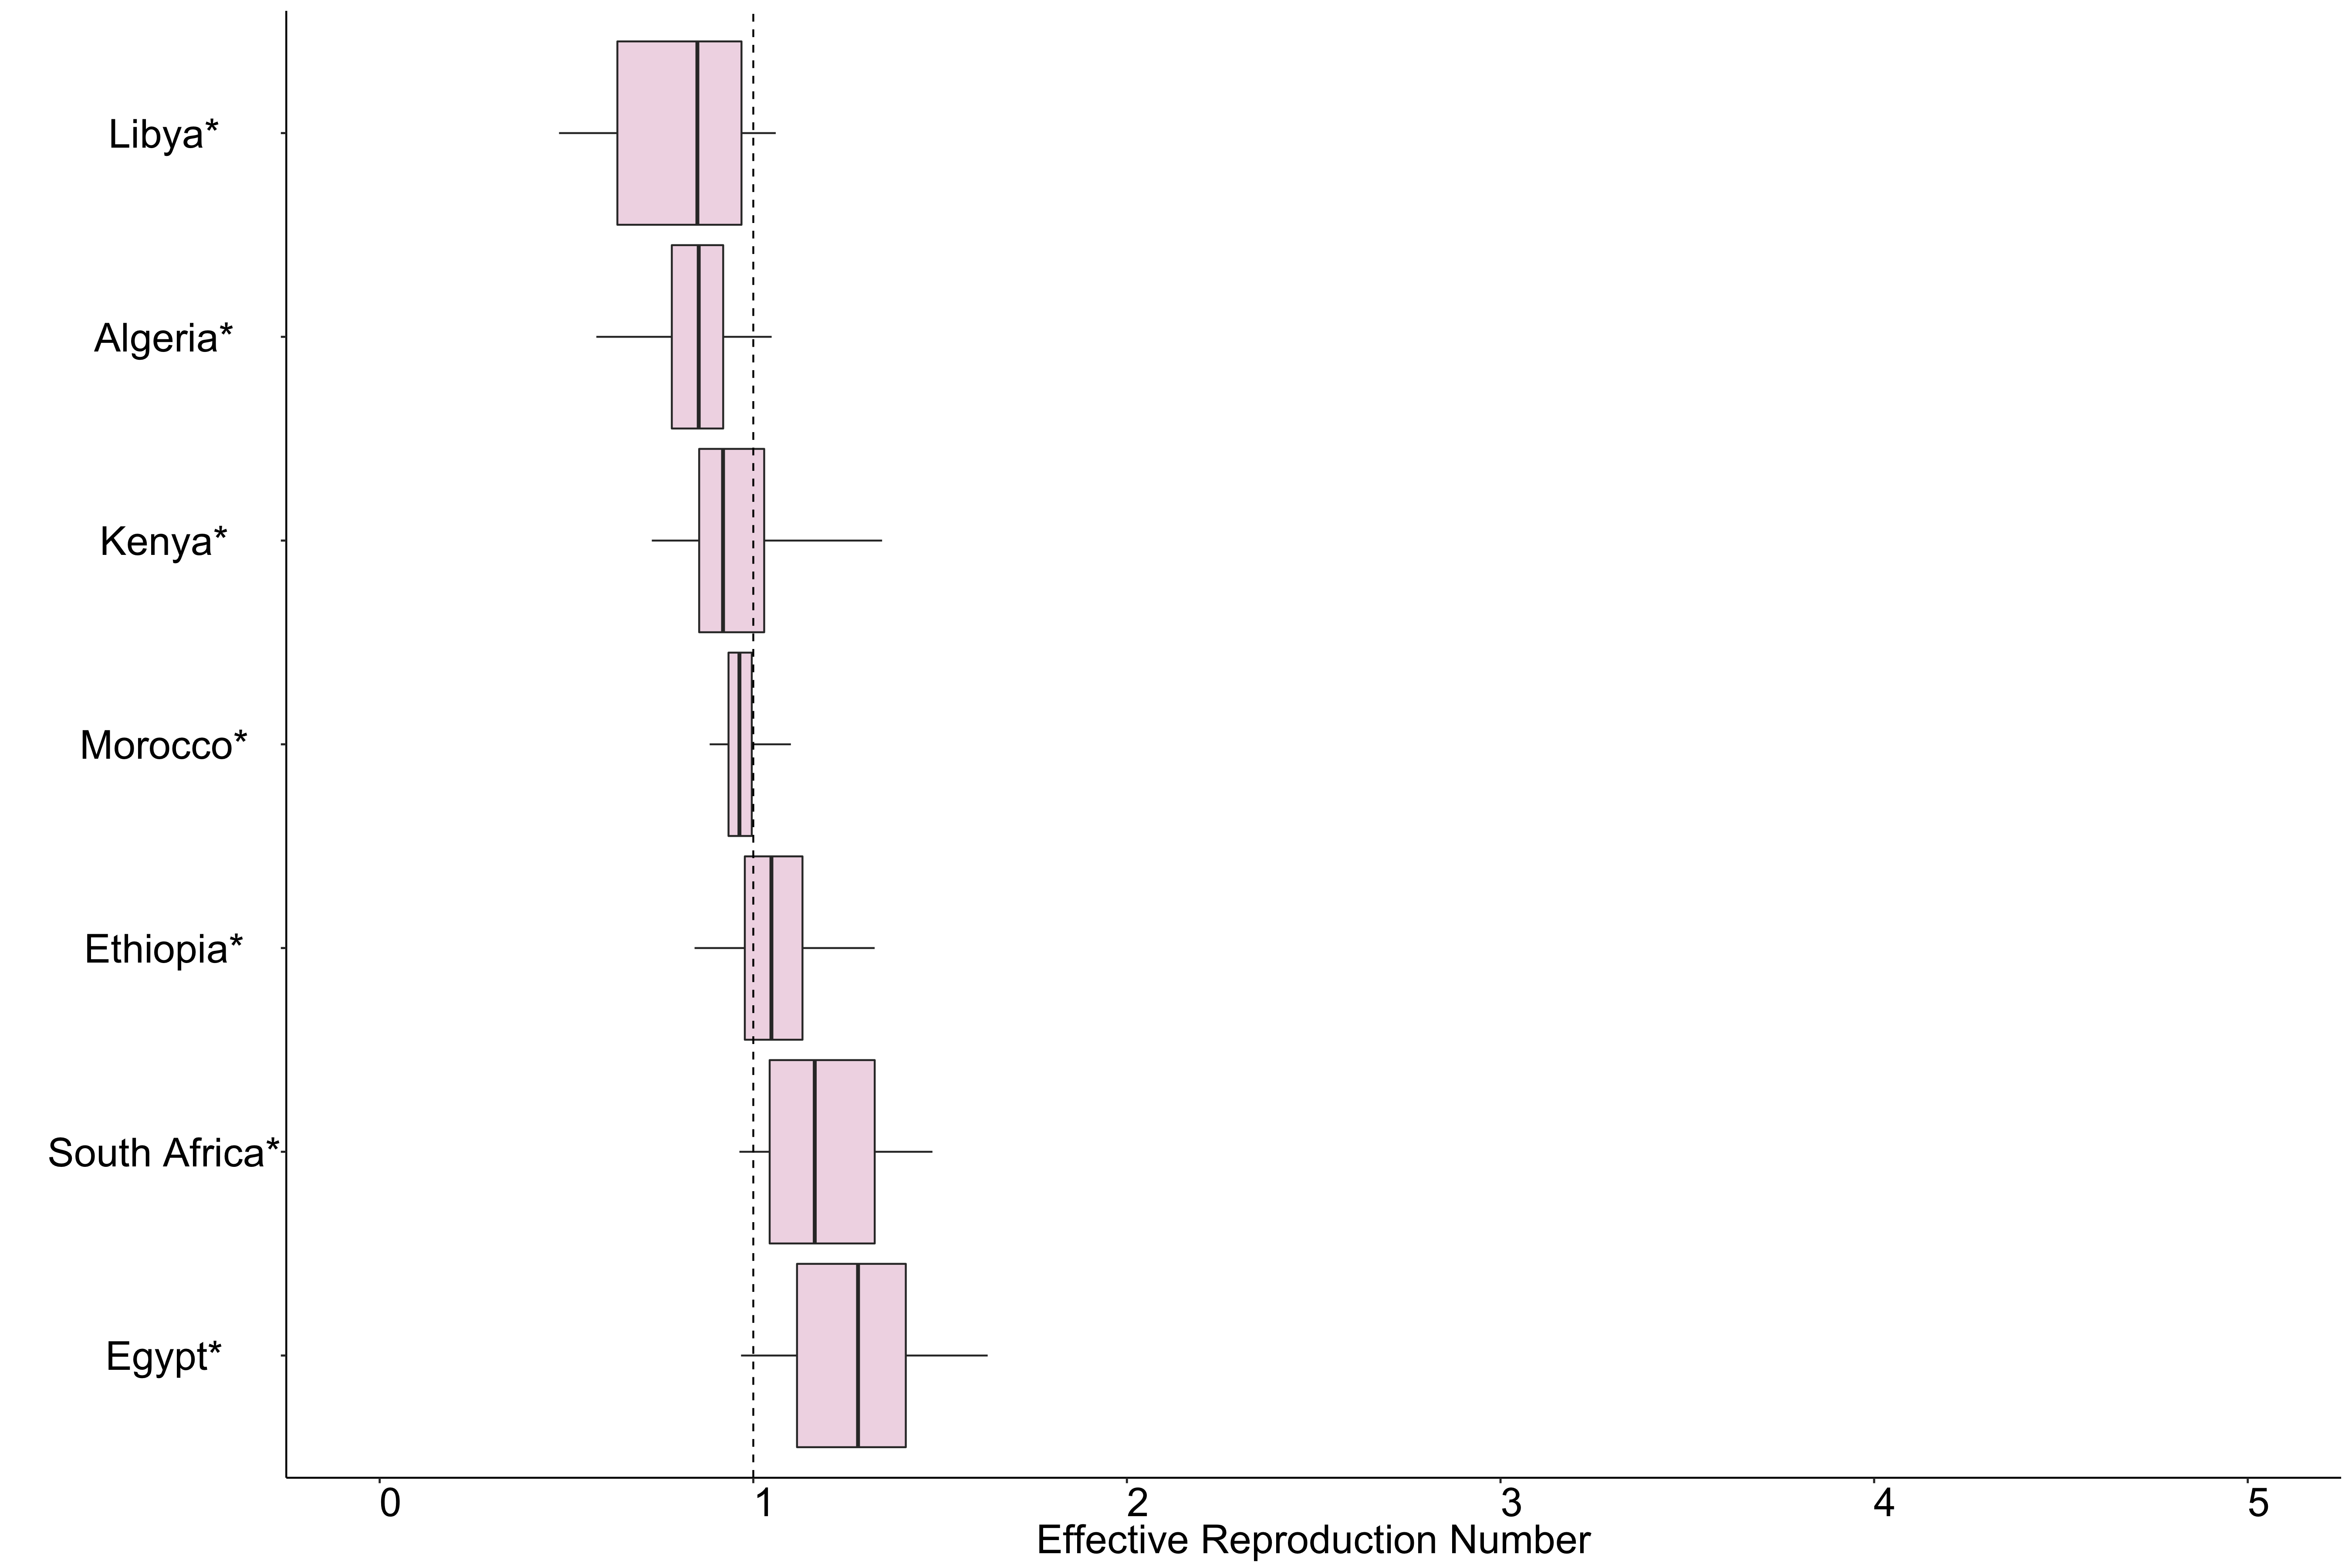 Libya*
Algeria*
Kenya*
Morocco*
Ethiopia*
South Africa*
Egypt*
0 1 2 3 4 5
Effective Reproduction Number